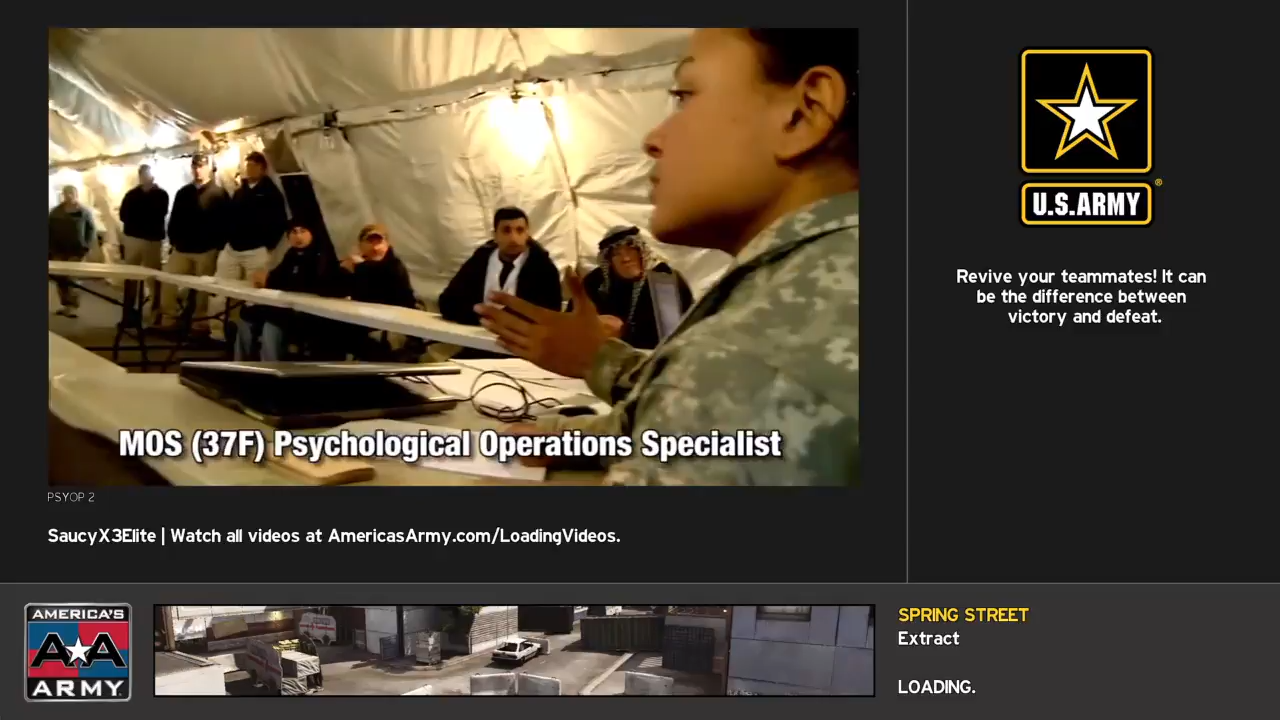 MOS (37F) Psychological Operations Specialist
PSYOP 2
SaucyX3Elite | Watch all videos at AmericasArmy.com/LoadingVideos.
U.S.ARMY
®
Revive your teammates! It can
be the difference between
victory and defeat.
AMERICA'S
AA
ARMY
SPRING STREET
Extract
LOADING.